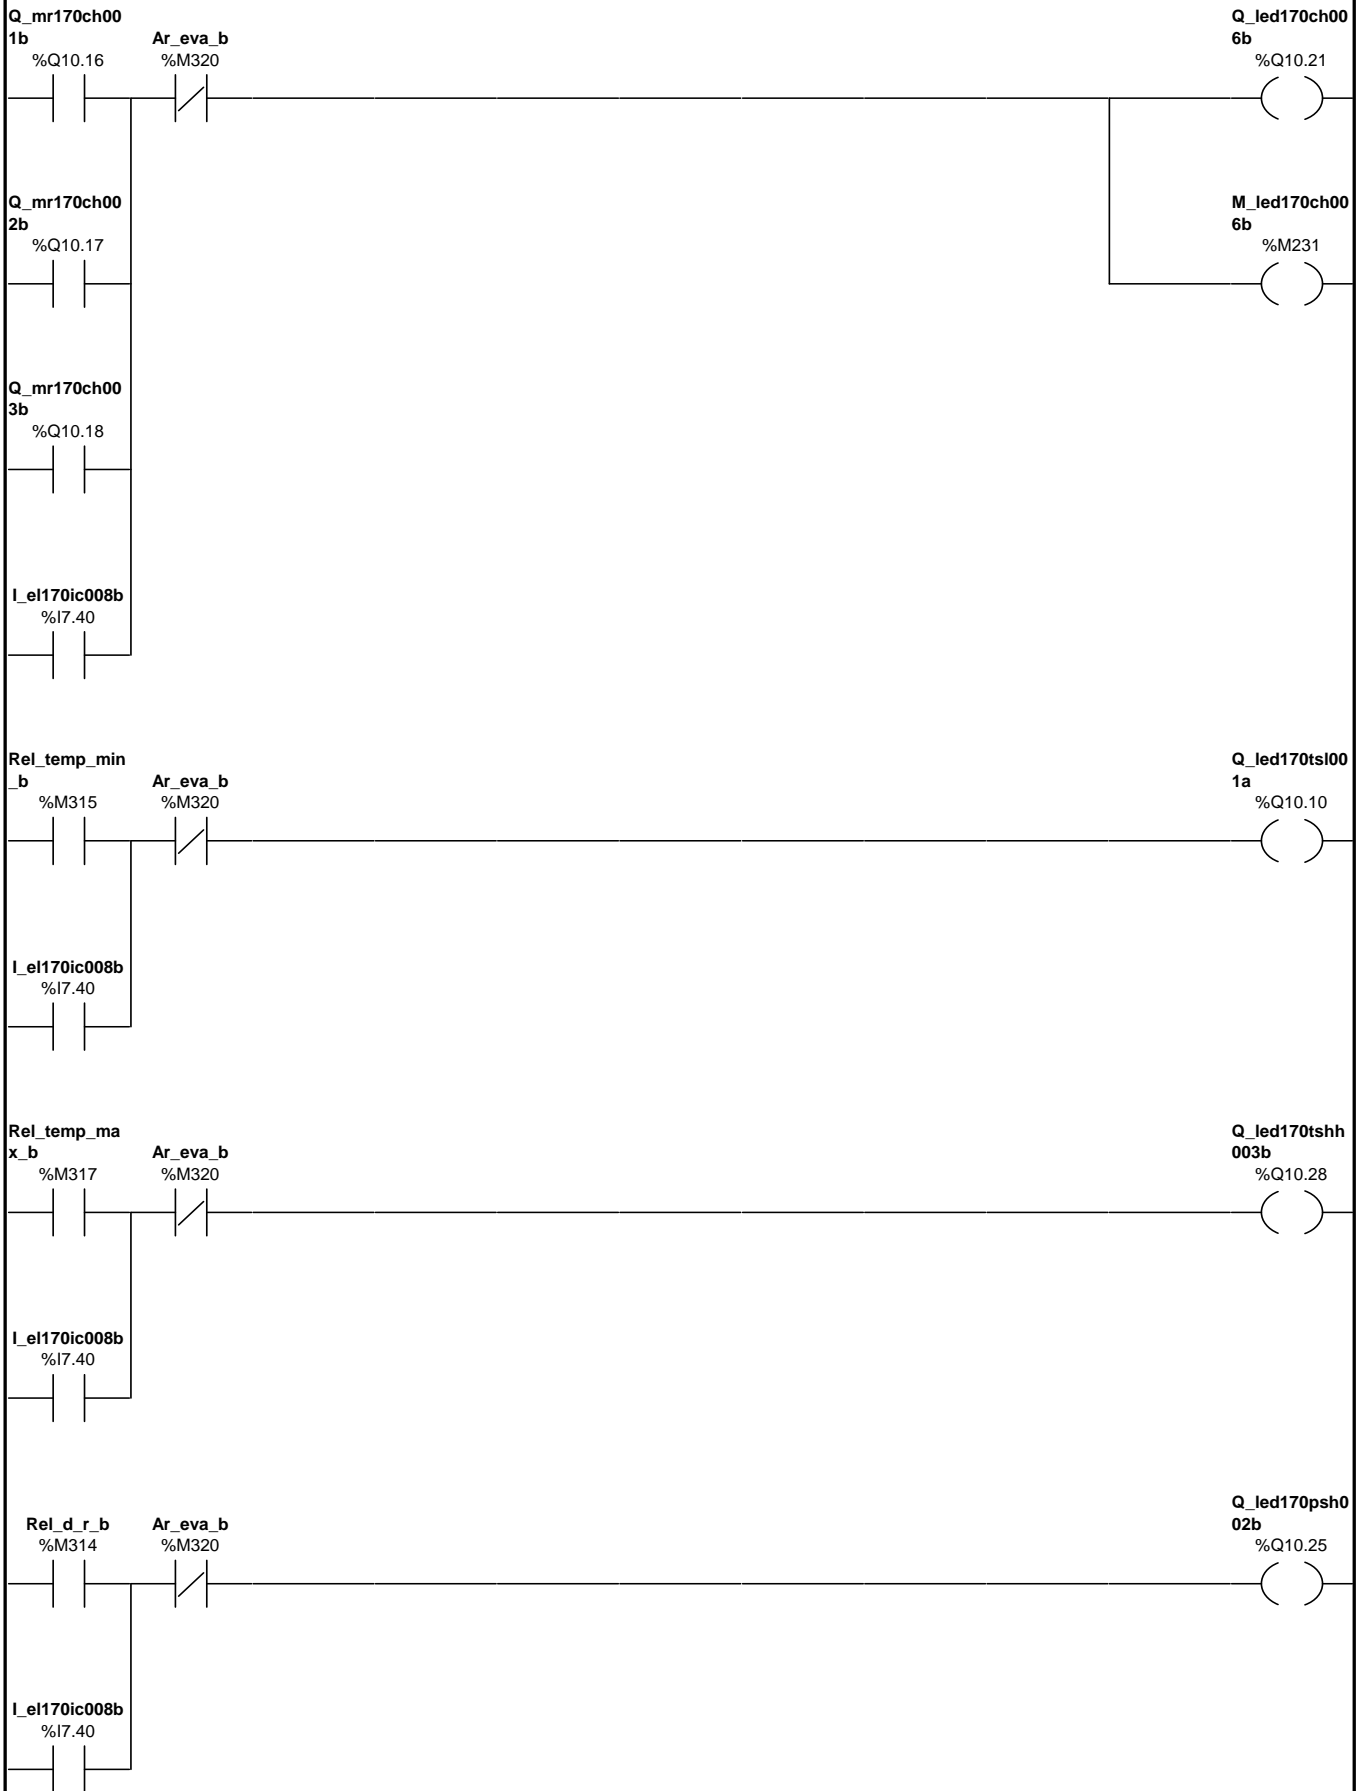 Q_mr170ch00
1b
%Q10.16
Ar_eva_b
%M320
Q_led170ch00
6b
%Q10.21
Q_mr170ch00
2b
%Q10.17
M_led170ch00
6b
%M231
Q_mr170ch00
3b
%Q10.18
I_el170ic008b
%I7.40
Rel_temp_min
_b
%M315
Ar_eva_b
%M320
Q_led170tsl00
1a
%Q10.10
I_el170ic008b
%I7.40
Rel_temp_ma
x_b
%M317
Ar_eva_b
%M320
Q_led170tshh
003b
%Q10.28
I_el170ic008b
%I7.40
Rel_d_r_b
%M314
Ar_eva_b
%M320
Q_led170psh0
02b
%Q10.25
I_el170ic008b
%I7.40